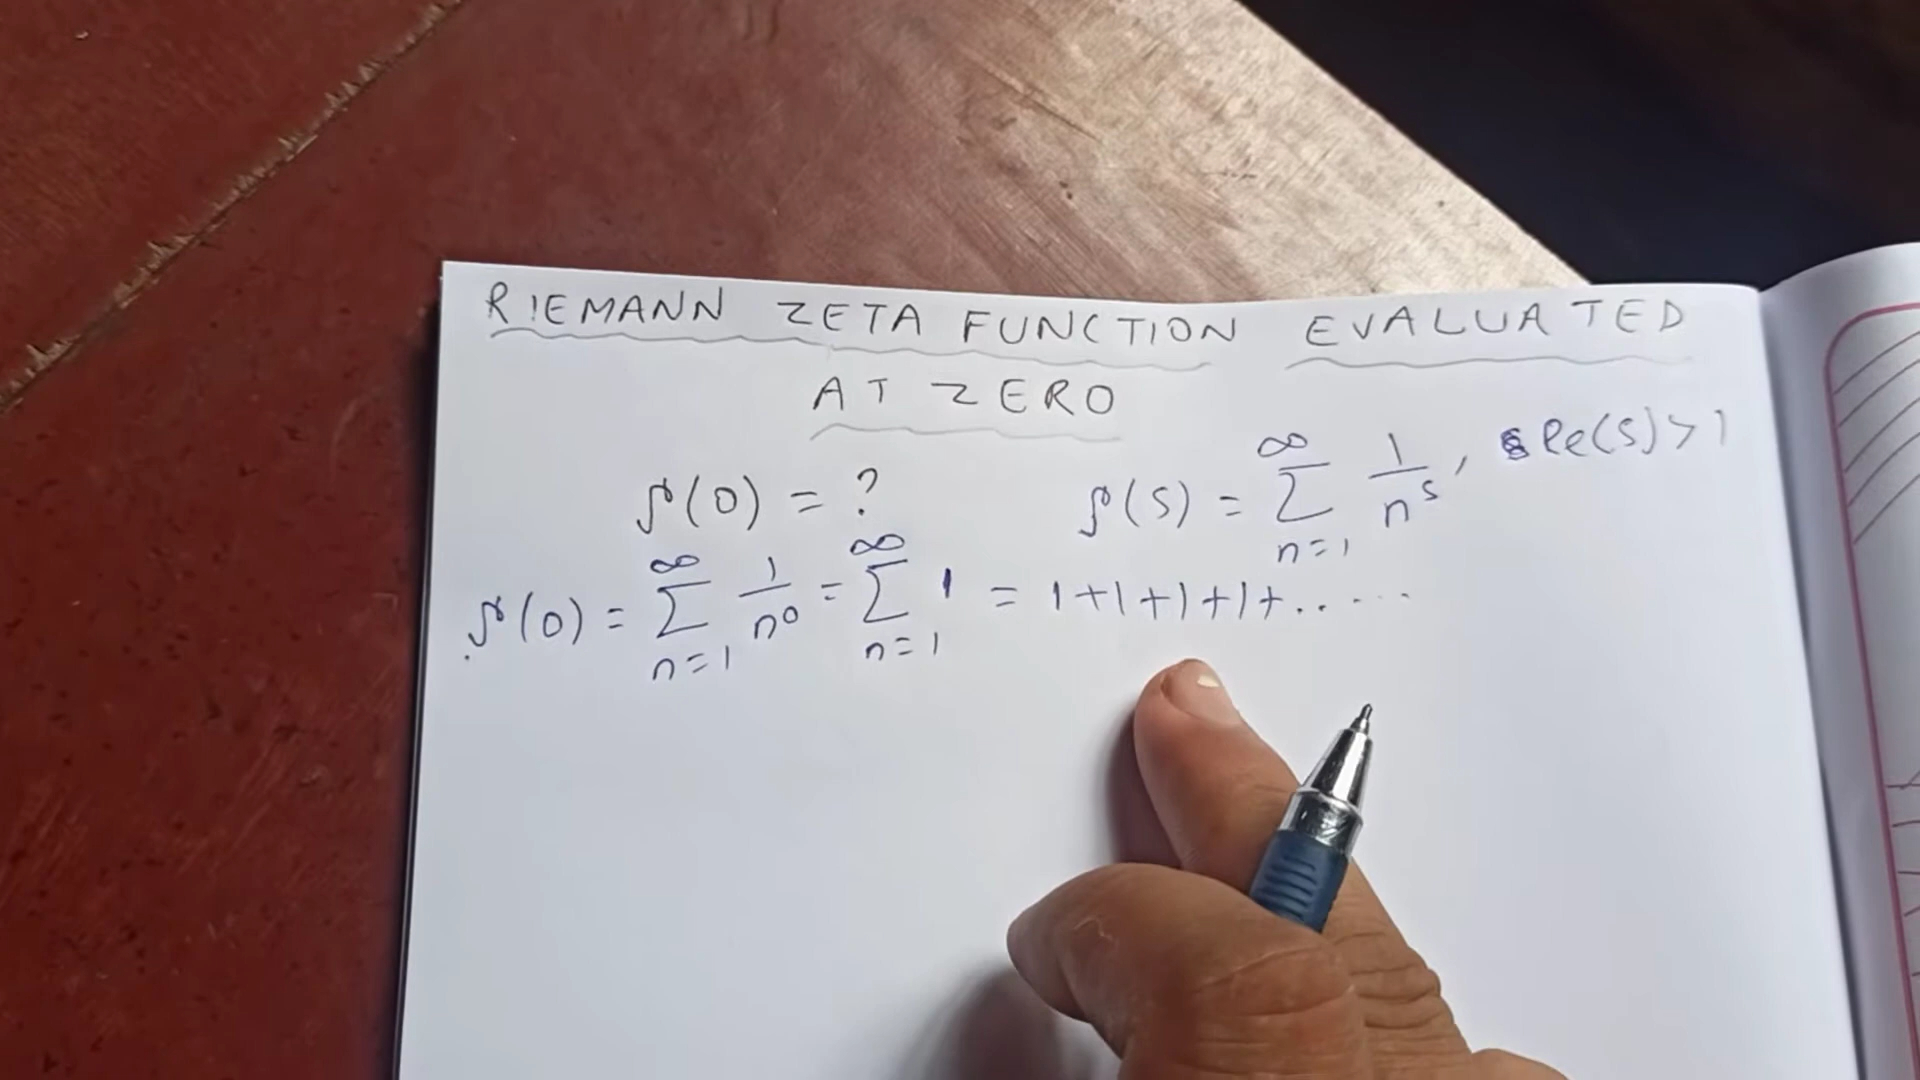 RIEMANN ZETA FUNCTION EVALUATED
AT ZERO
ζ(0) = ?
ζ(s) = ∑_{n=1}^{∞} 1/n^s, Re(s) > 1
ζ(0) = ∑_{n=1}^{∞} 1/n^0 = ∑_{n=1}^{∞} 1 = 1+1+1+1+......